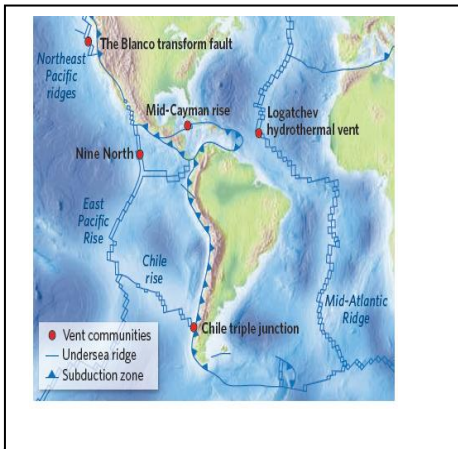 The Blanco transform fault
Northeast
Pacific
ridges
Mid-Cayman rise
Logatchev
hydrothermal vent
Nine North
East
Pacific
Rise
Chile
rise
Mid-Atlantic
Ridge
Chile triple junction
Vent communities
Undersea ridge
Subduction zone